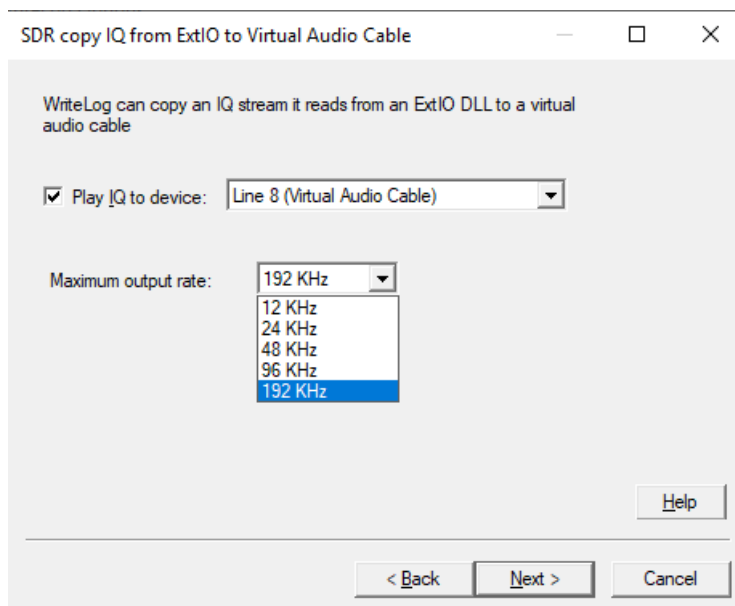 SDR copy IQ from ExtIO to Virtual Audio Cable
WriteLog can copy an IQ stream it reads from an ExtIO DLL to a virtual
audio cable
Play IQ to device: Line 8 (Virtual Audio Cable)
Maximum output rate: 192 KHz
12 KHz
24 KHz
48 KHz
96 KHz
192 KHz
Help
< Back Next > Cancel